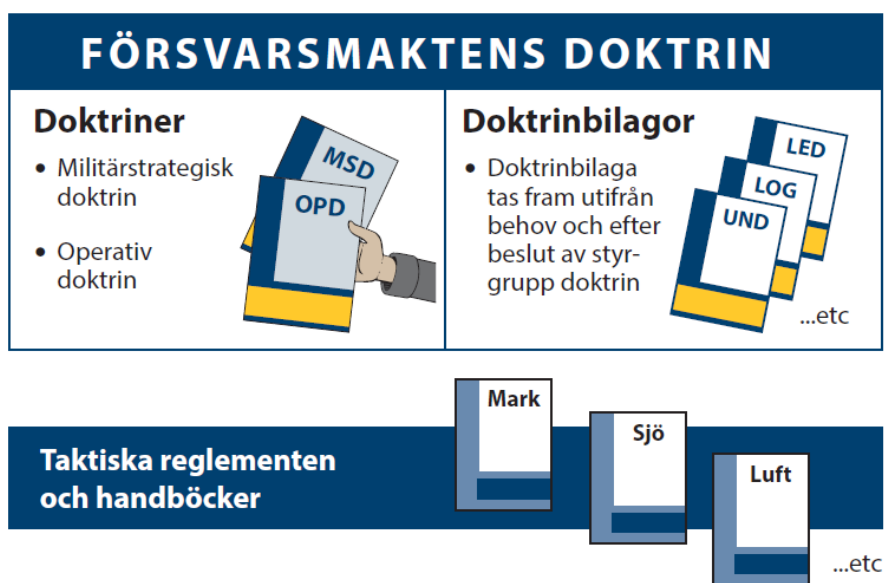 FÖRSVARSMAKTENS DOKTRIN
Doktriner
• Militärstrategisk
doktrin
• Operativ
doktrin
MSD
OPD
Doktrinbilagor
• Doktrinbilaga
tas fram utifrån
behov och efter
beslut av styr-
grupp doktrin
LED
LOG
UND
...etc
Taktiska reglementen
och handböcker
Mark
Sjö
Luft
...etc